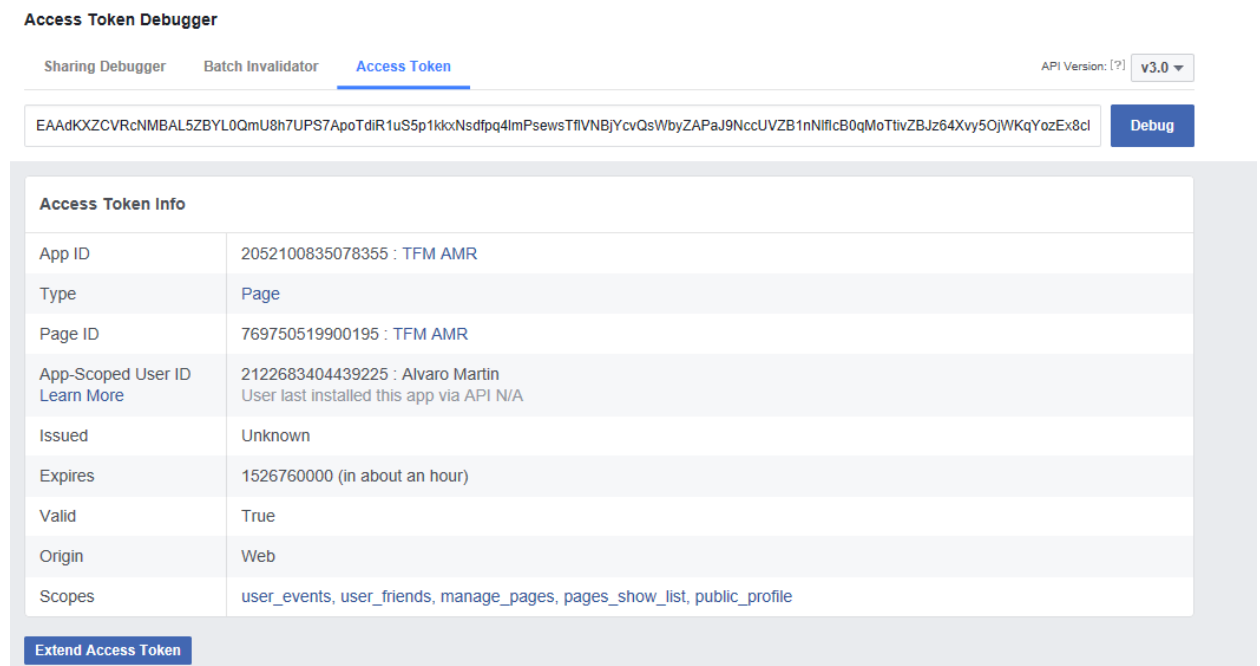 Access Token Debugger
Sharing Debugger Batch Invalidator Access Token API Version: [?] v3.0
EAAdKXZCVRcNMBAL5ZBYL0QmU8h7UPS7ApoTdiR1uS5p1kkxNsdfpq4lmPsewsTflVNBjYcvQsWbyZAPaJ9NccUVZB1nNlflcB0qMoTtivZBJz64Xvy5OjWKqYozEx8cl Debug
Access Token Info
App ID 2052100835078355 : TFM AMR
Type Page
Page ID 769750519900195 : TFM AMR
App-Scoped User ID 2122683404439225 : Alvaro Martin
Learn More User last installed this app via API N/A
Issued Unknown
Expires 1526760000 (in about an hour)
Valid True
Origin Web
Scopes user_events, user_friends, manage_pages, pages_show_list, public_profile
Extend Access Token